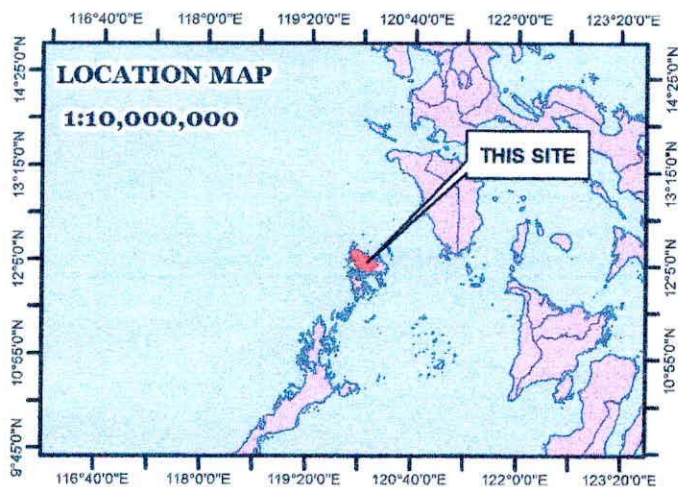 116°40'0"E 118°0'0"E 119°20'0"E 120°40'0"E 122°0'0"E 123°20'0"E
LOCATION MAP
1:10,000,000
THIS SITE
14°25'0"N
13°15'0"N
12°5'0"N
10°55'0"N
9°45'0"N
14°25'0"N
13°15'0"N
12°5'0"N
10°55'0"N
9°45'0"N
116°40'0"E 118°0'0"E 119°20'0"E 120°40'0"E 122°0'0"E 123°20'0"E